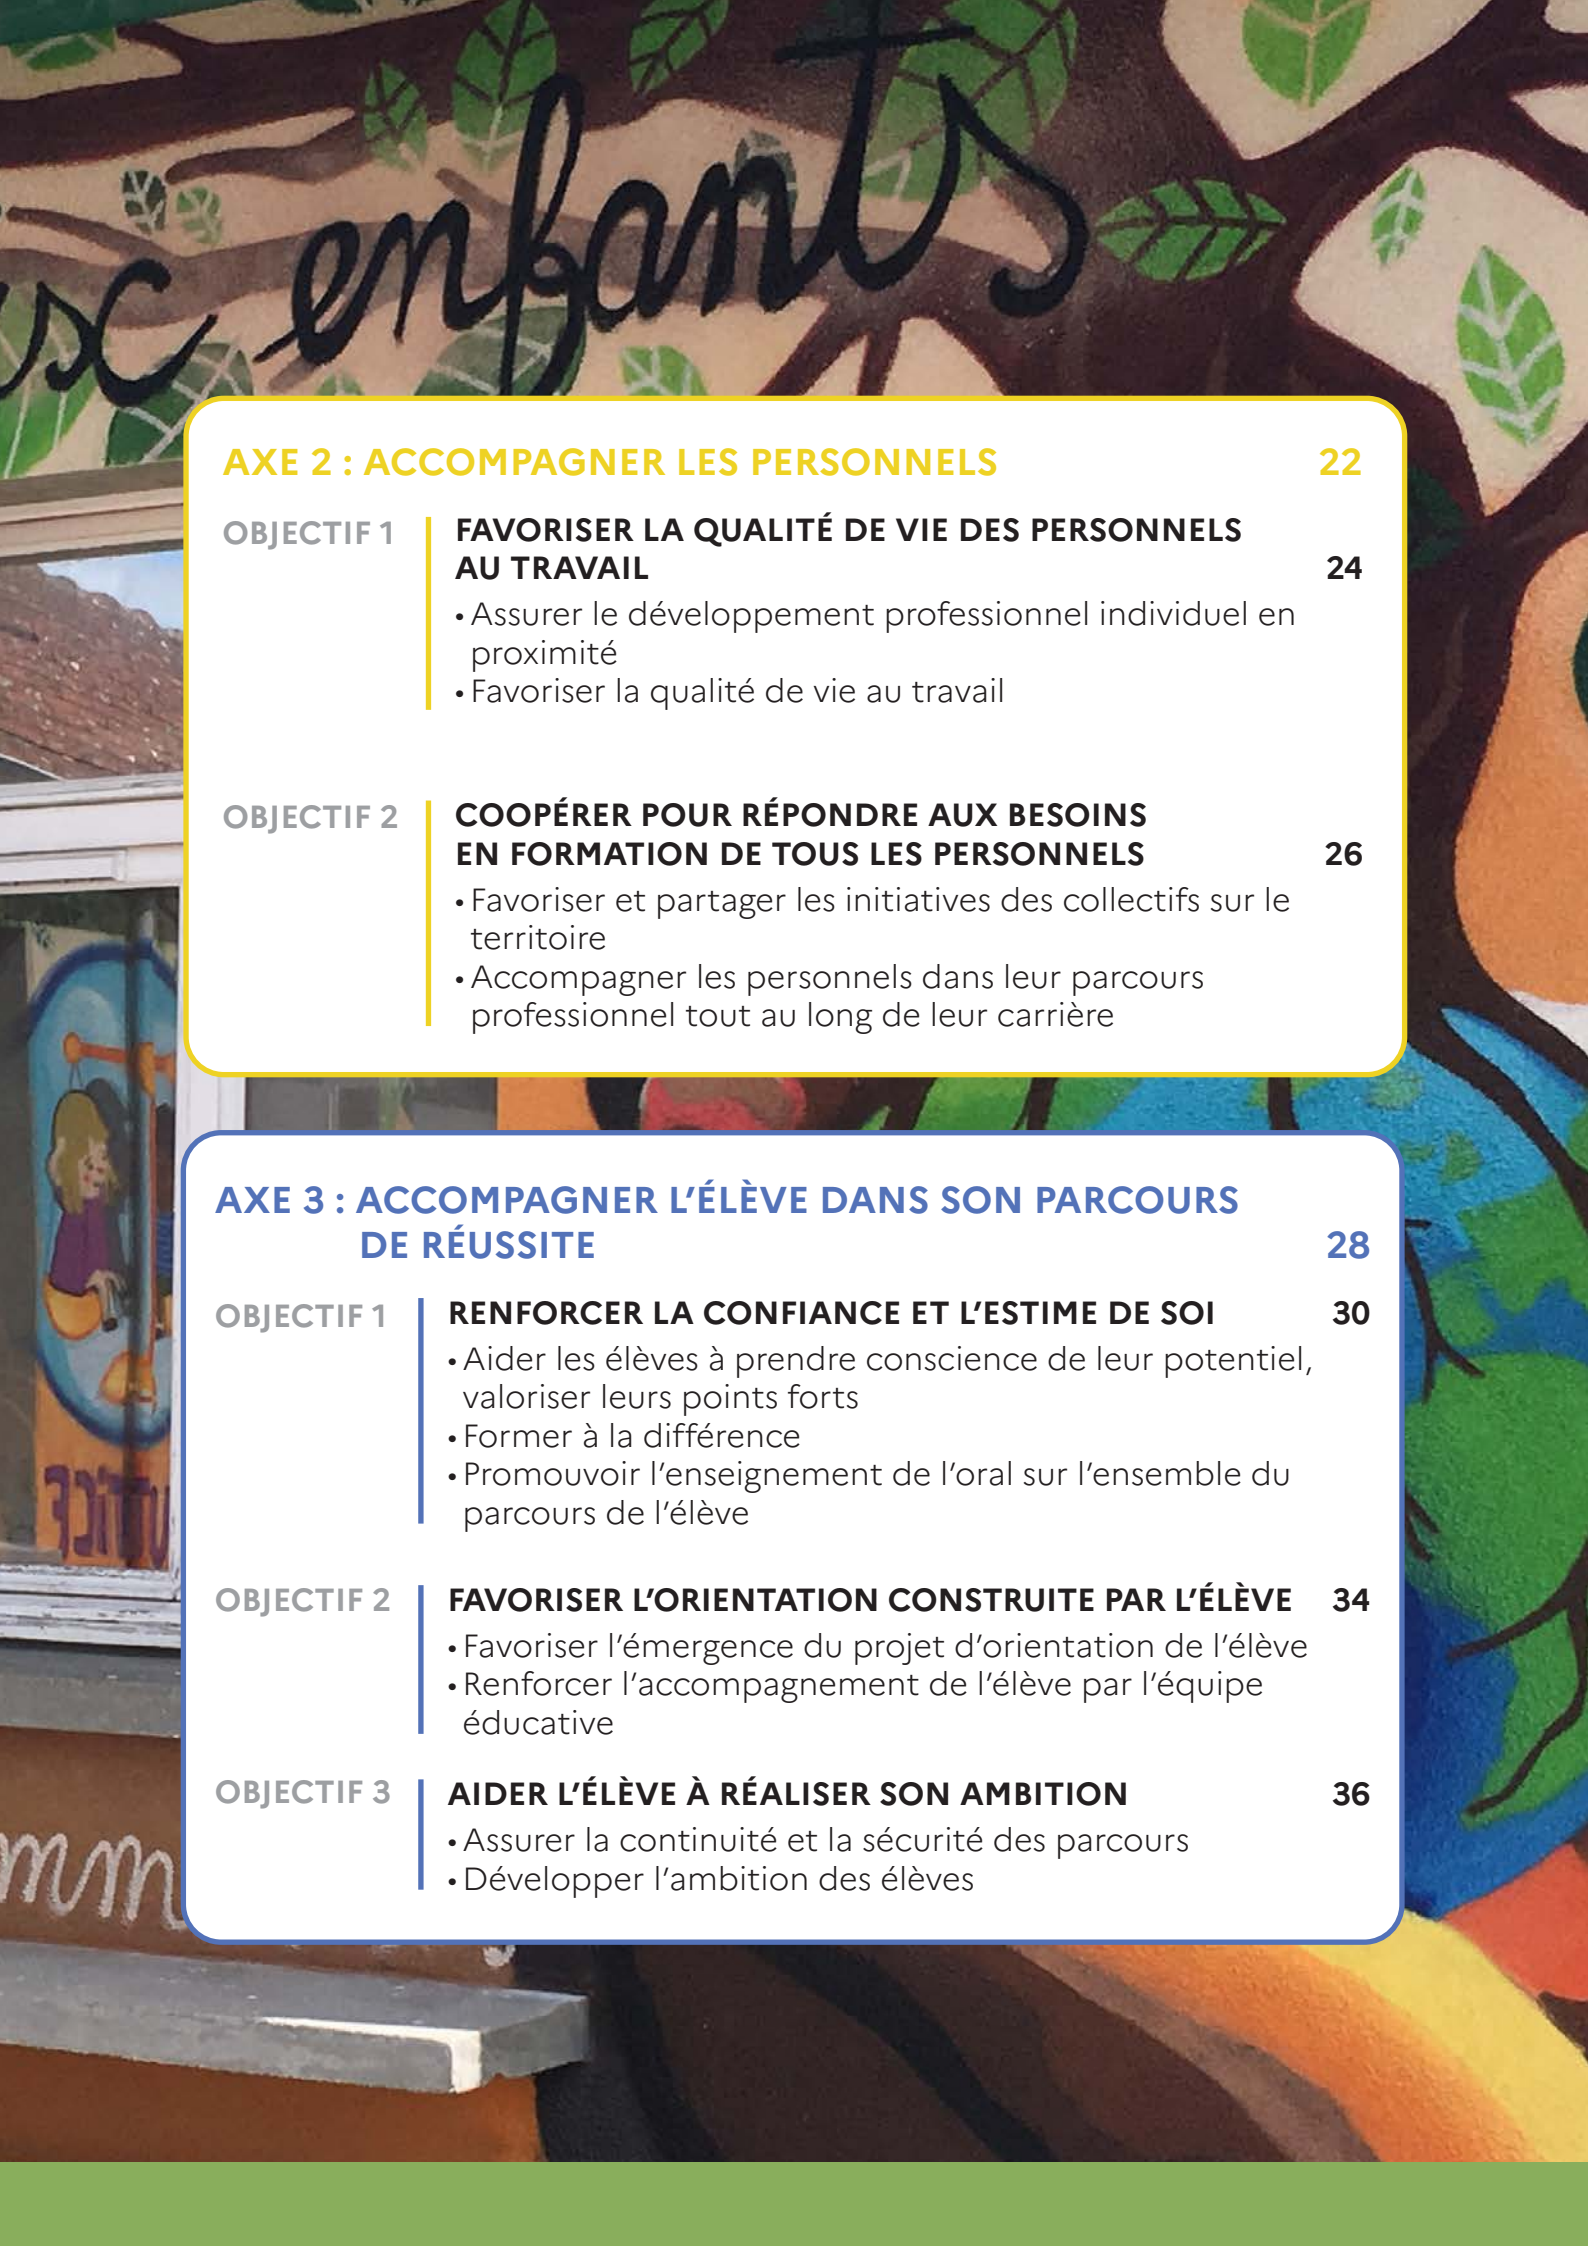 enfants
AXE 2 : ACCOMPAGNER LES PERSONNELS 22
OBJECTIF 1
FAVORISER LA QUALITÉ DE VIE DES PERSONNELS
AU TRAVAIL 24
• Assurer le développement professionnel individuel en
proximité
• Favoriser la qualité de vie au travail
OBJECTIF 2
COOPÉRER POUR RÉPONDRE AUX BESOINS
EN FORMATION DE TOUS LES PERSONNELS 26
• Favoriser et partager les initiatives des collectifs sur le
territoire
• Accompagner les personnels dans leur parcours
professionnel tout au long de leur carrière
AXE 3 : ACCOMPAGNER L’ÉLÈVE DANS SON PARCOURS
DE RÉUSSITE 28
OBJECTIF 1
RENFORCER LA CONFIANCE ET L’ESTIME DE SOI 30
• Aider les élèves à prendre conscience de leur potentiel,
valoriser leurs points forts
• Former à la différence
• Promouvoir l’enseignement de l’oral sur l’ensemble du
parcours de l’élève
OBJECTIF 2
FAVORISER L’ORIENTATION CONSTRUITE PAR L’ÉLÈVE 34
• Favoriser l’émergence du projet d’orientation de l’élève
• Renforcer l’accompagnement de l’élève par l’équipe
éducative
OBJECTIF 3
AIDER L’ÉLÈVE À RÉALISER SON AMBITION 36
• Assurer la continuité et la sécurité des parcours
• Développer l’ambition des élèves